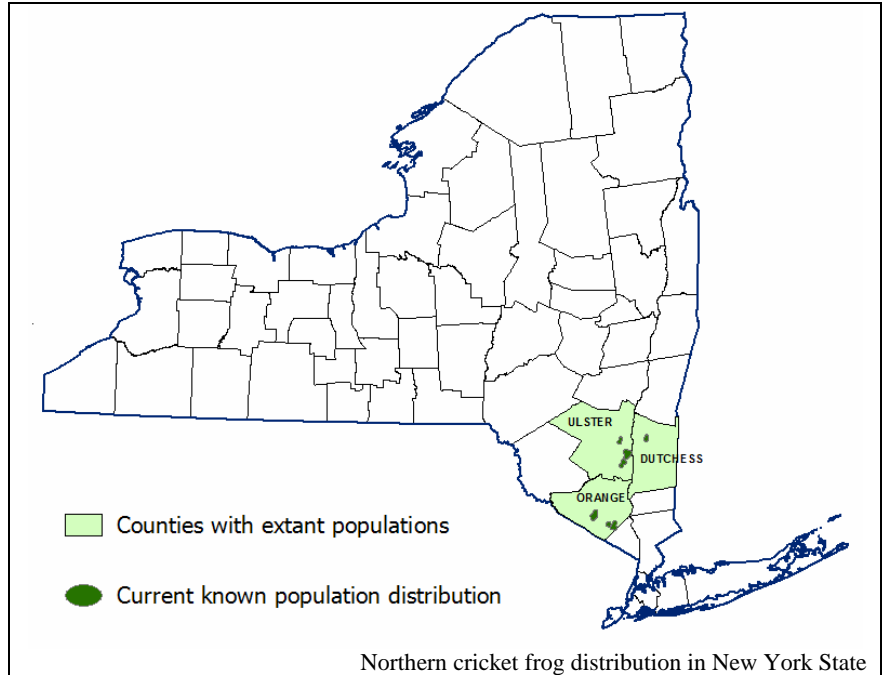 ULSTER
DUTCHESS
ORANGE
Counties with extant populations
Current known population distribution
Northern cricket frog distribution in New York State